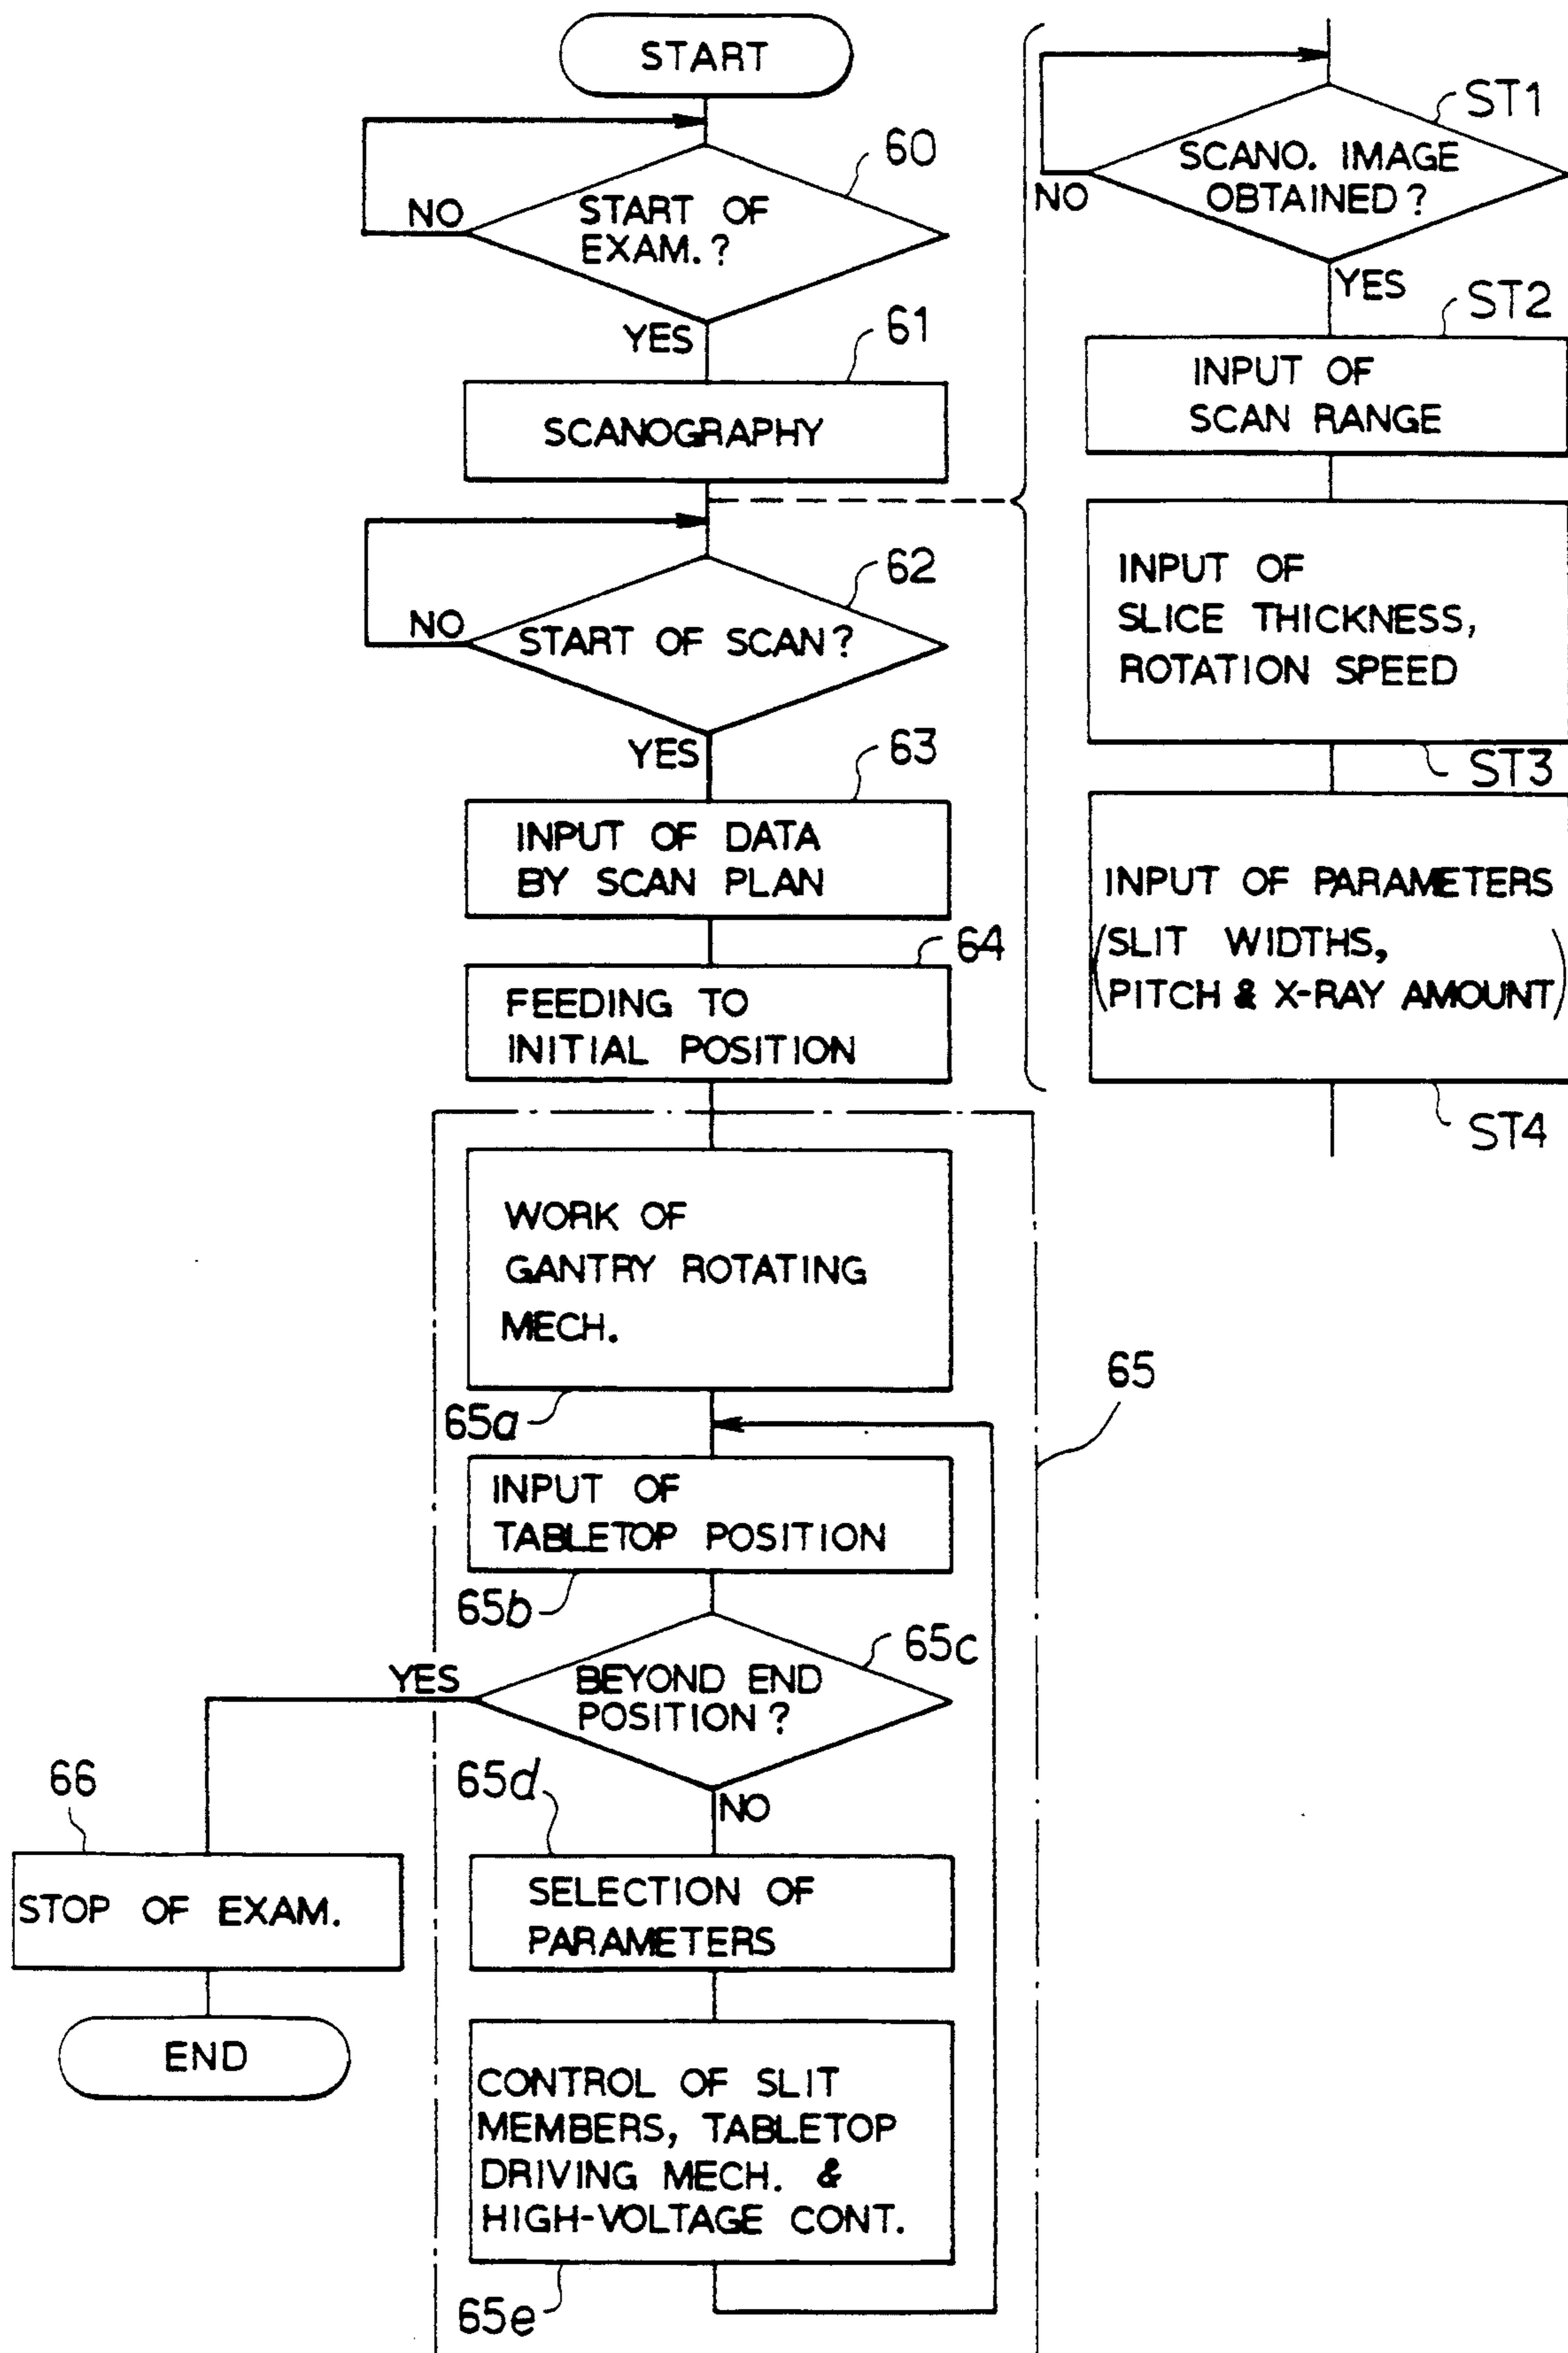 START
60
NO
START OF
EXAM.?
YES
61
SCANOGRAPHY
62
NO
START OF SCAN?
YES
63
INPUT OF DATA
BY SCAN PLAN
64
FEEDING TO
INITIAL POSITION
WORK OF
GANTRY ROTATING
MECH.
65a
65
INPUT OF
TABLETOP POSITION
65b
65c
YES
BEYOND END
POSITION?
65d
NO
66
STOP OF EXAM.
END
SELECTION OF
PARAMETERS
CONTROL OF SLIT
MEMBERS, TABLETOP
DRIVING MECH. &
HIGH-VOLTAGE CONT.
65e
ST1
SCANO. IMAGE
OBTAINED?
NO
YES
ST2
INPUT OF
SCAN RANGE
INPUT OF
SLICE THICKNESS,
ROTATION SPEED
ST3
INPUT OF PARAMETERS
(SLIT WIDTHS,
PITCH & X-RAY AMOUNT)
ST4